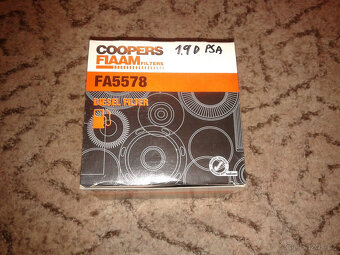 COOPERS
FIAAM FILTERS
1.9 D PSA
FA5578
DIESEL FILTER